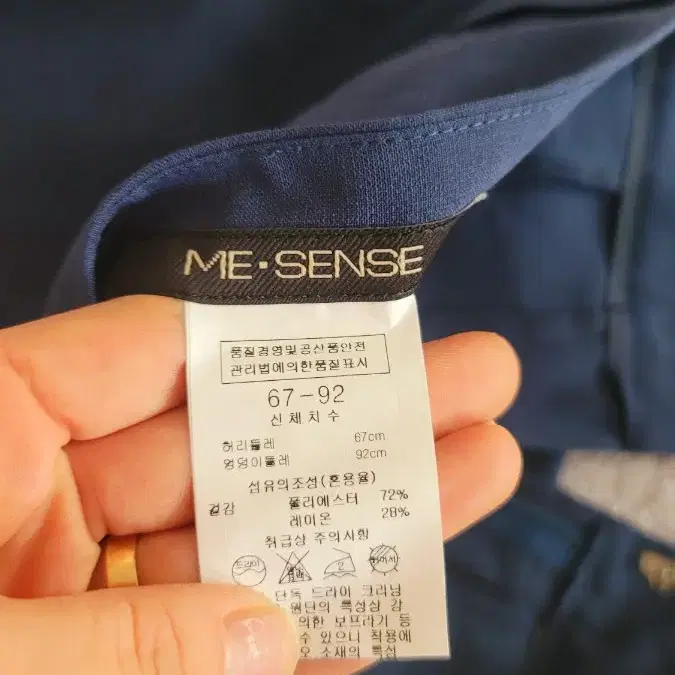 ME·SENSE
품질경영및공산품안전
관리법에의한품질표시
67-92
신체치수
허리둘레 67cm
엉덩이둘레 92cm
섬유의조성(혼용율)
겉감 폴리에스터 72%
레이온 28%
취급상 주의사항
드라이
단독 드라이 크리닝
원단의 특성상 감
의한 보프라기 등
수 있으니 착용에
소재의 특성